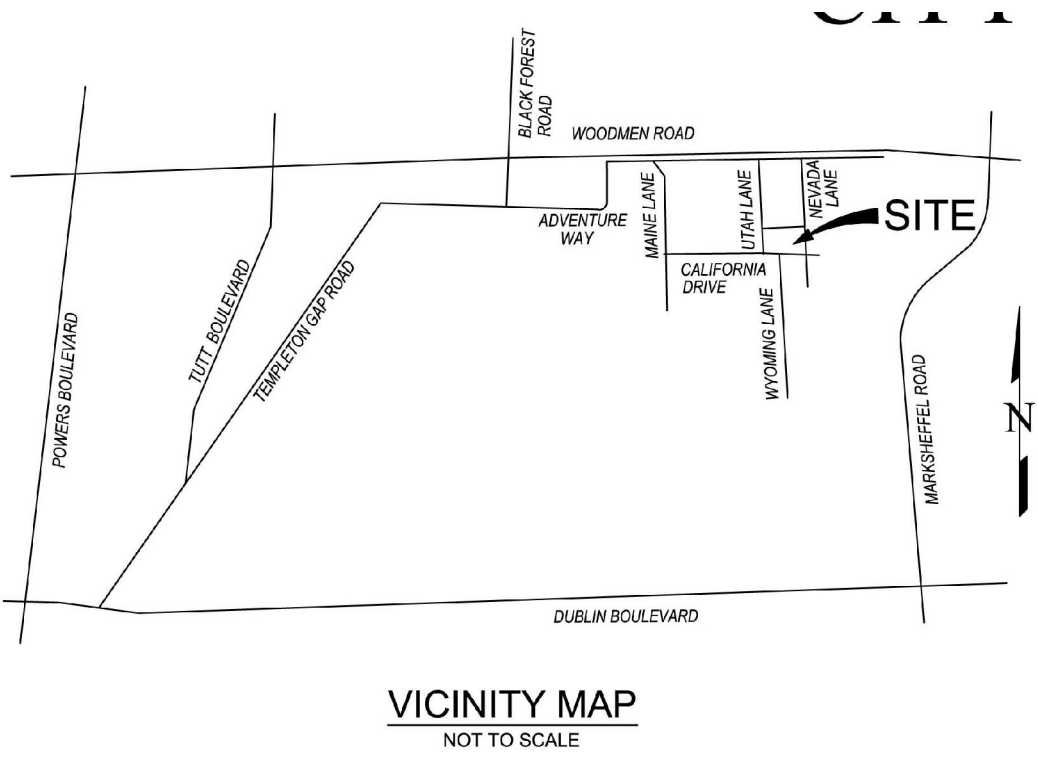 BLACK FOREST
ROAD
WOODMEN ROAD
MAINE LANE
UTAH LANE
NEVADA
LANE
SITE
ADVENTURE
WAY
CALIFORNIA
DRIVE
WYOMING LANE
TUTT BOULEVARD
TEMPLETON GAP ROAD
POWERS BOULEVARD
MARKSHEFFEL ROAD
N
DUBLIN BOULEVARD
VICINITY MAP
NOT TO SCALE